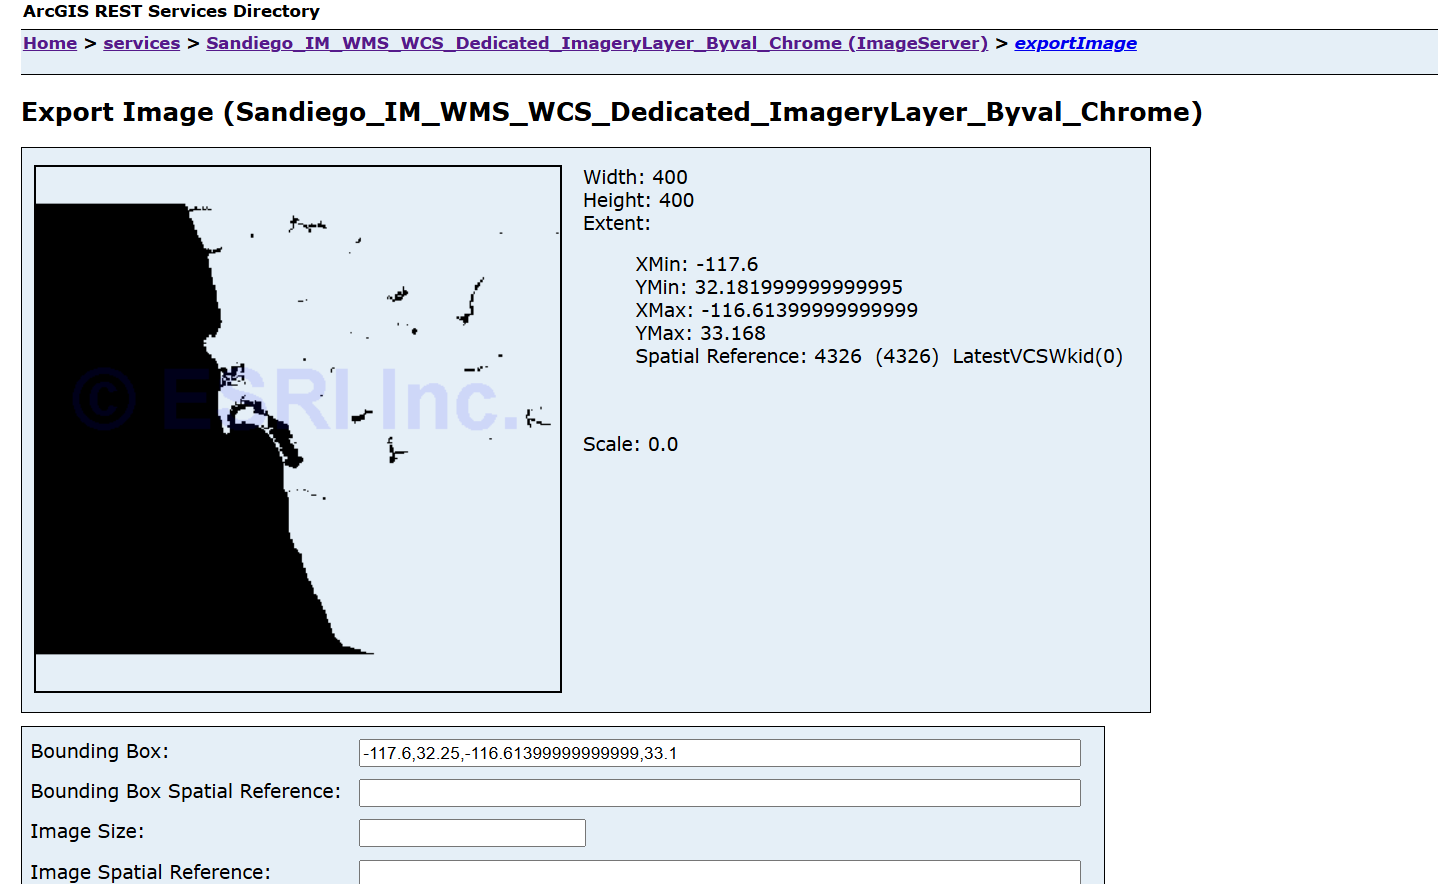 ArcGIS REST Services Directory
Home > services > Sandiego_IM_WMS_WCS_Dedicated_ImageryLayer_Byval_Chrome (ImageServer) > exportImage
Export Image (Sandiego_IM_WMS_WCS_Dedicated_ImageryLayer_Byval_Chrome)
© ESRI Inc.
Width: 400
Height: 400
Extent:
XMin: -117.6
YMin: 32.181999999999995
XMax: -116.61399999999999
YMax: 33.168
Spatial Reference: 4326 (4326) LatestVCSWkid(0)
Scale: 0.0
Bounding Box: -117.6,32.25,-116.61399999999999,33.1
Bounding Box Spatial Reference:
Image Size:
Image Spatial Reference: